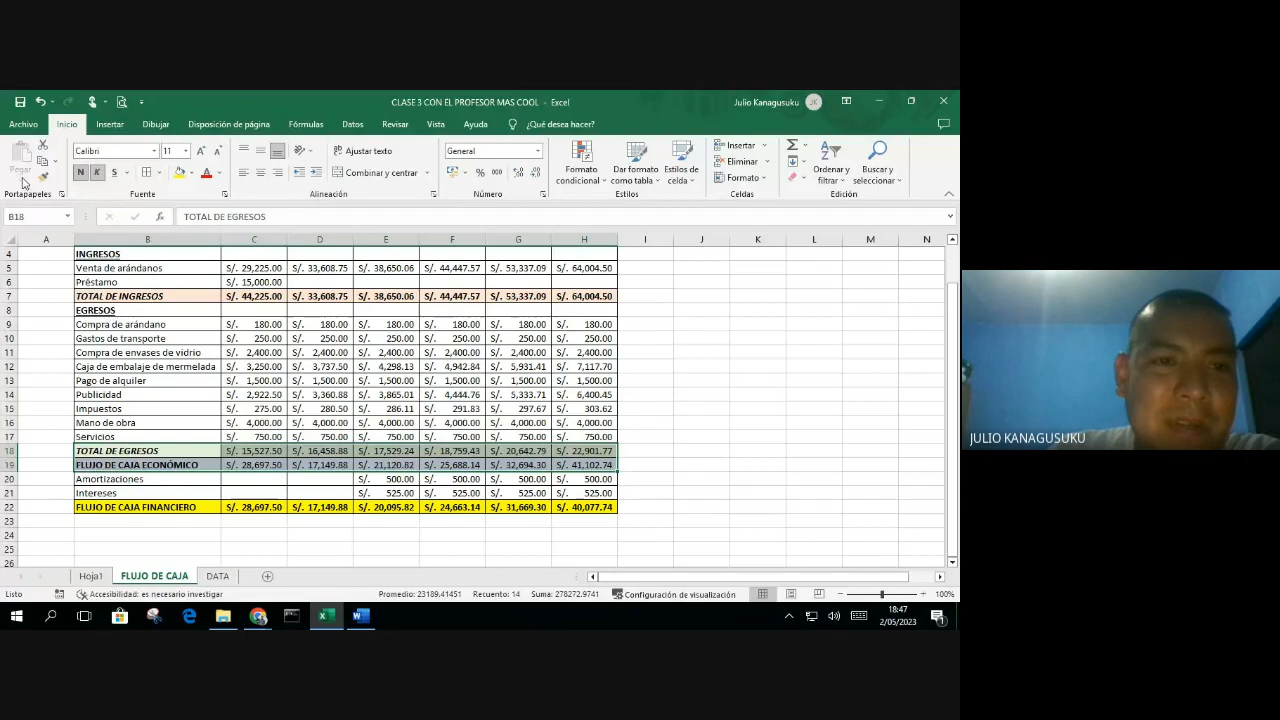 CLASE 3 CON EL PROFESOR MAS COOL - Excel
Julio Kanagusuku JK
Archivo Inicio Insertar Dibujar Disposición de página Fórmulas Datos Revisar Vista Ayuda ¿Qué desea hacer?
Pegar
Calibri 11
N K S
Ajustar texto
Combinar y centrar
General
Formato condicional
Dar formato como tabla
Estilos de celda
Insertar
Eliminar
Formato
Ordenar y filtrar
Buscar y seleccionar
Portapapeles Fuente Alineación Número Estilos Celdas Edición
B18 fx TOTAL DE EGRESOS
A B C D E F G H I J K L M N
4 INGRESOS
5 Venta de arándanos S/. 29,225.00 S/. 33,608.75 S/. 38,650.06 S/. 44,447.57 S/. 53,337.09 S/. 64,004.50
6 Préstamo S/. 15,000.00
7 TOTAL DE INGRESOS S/. 44,225.00 S/. 33,608.75 S/. 38,650.06 S/. 44,447.57 S/. 53,337.09 S/. 64,004.50
8 EGRESOS
9 Compra de arándano S/. 180.00 S/. 180.00 S/. 180.00 S/. 180.00 S/. 180.00 S/. 180.00
10 Gastos de transporte S/. 250.00 S/. 250.00 S/. 250.00 S/. 250.00 S/. 250.00 S/. 250.00
11 Compra de envases de vidrio S/. 2,400.00 S/. 2,400.00 S/. 2,400.00 S/. 2,400.00 S/. 2,400.00 S/. 2,400.00
12 Caja de embalaje de mermelada S/. 3,250.00 S/. 3,737.50 S/. 4,298.13 S/. 4,942.84 S/. 5,931.41 S/. 7,117.70
13 Pago de alquiler S/. 1,500.00 S/. 1,500.00 S/. 1,500.00 S/. 1,500.00 S/. 1,500.00 S/. 1,500.00
14 Publicidad S/. 2,922.50 S/. 3,360.88 S/. 3,865.01 S/. 4,444.76 S/. 5,333.71 S/. 6,400.45
15 Impuestos S/. 275.00 S/. 280.50 S/. 286.11 S/. 291.83 S/. 297.67 S/. 303.62
16 Mano de obra S/. 4,000.00 S/. 4,000.00 S/. 4,000.00 S/. 4,000.00 S/. 4,000.00 S/. 4,000.00
17 Servicios S/. 750.00 S/. 750.00 S/. 750.00 S/. 750.00 S/. 750.00 S/. 750.00
18 TOTAL DE EGRESOS S/. 15,527.50 S/. 16,458.88 S/. 17,529.24 S/. 18,759.43 S/. 20,642.79 S/. 22,901.77
19 FLUJO DE CAJA ECONÓMICO S/. 28,697.50 S/. 17,149.88 S/. 21,120.82 S/. 25,688.14 S/. 32,694.30 S/. 41,102.74
20 Amortizaciones S/. 500.00 S/. 500.00 S/. 500.00 S/. 500.00
21 Intereses S/. 525.00 S/. 525.00 S/. 525.00 S/. 525.00
22 FLUJO DE CAJA FINANCIERO S/. 28,697.50 S/. 17,149.88 S/. 20,095.82 S/. 24,663.14 S/. 31,669.30 S/. 40,077.74
23
24
25
26
Hoja1 FLUJO DE CAJA DATA
Listo Accesibilidad: es necesario investigar Promedio: 23189.41451 Recuento: 14 Suma: 278272.9741 Configuración de visualización 100%
18:47
2/05/2023
1
JULIO KANAGUSUKU